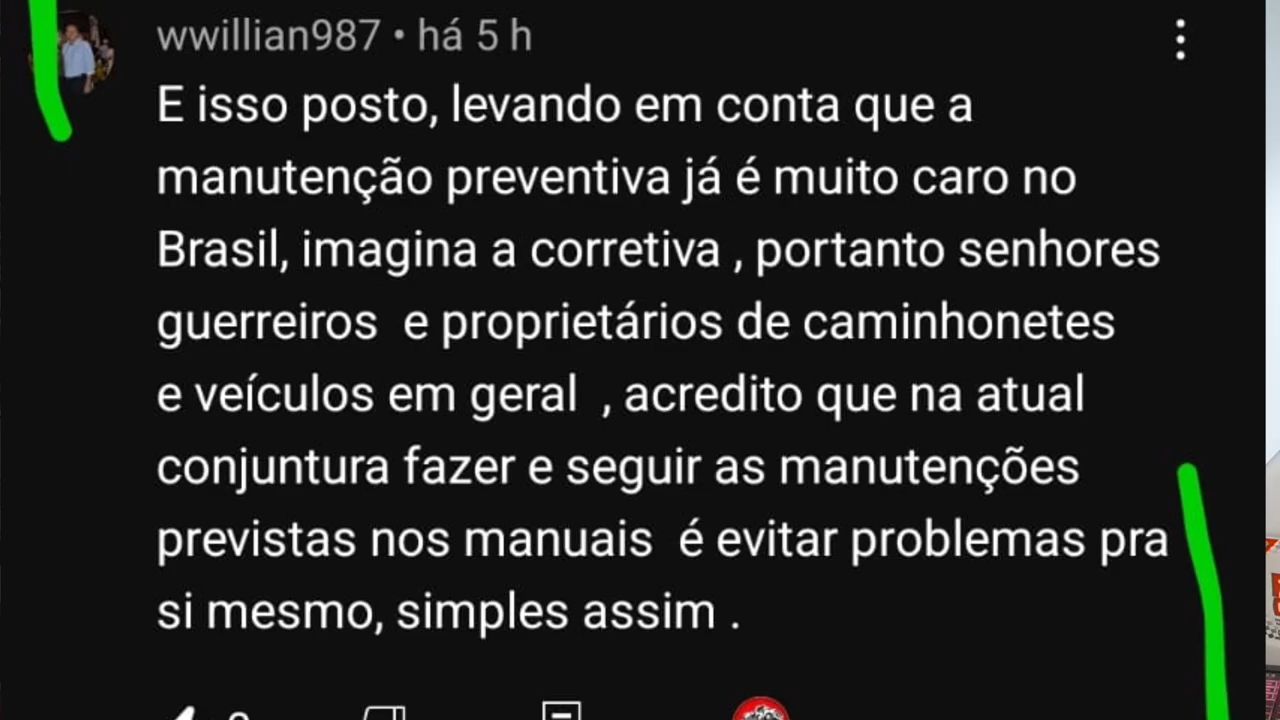 wwillian987 • há 5 h
E isso posto, levando em conta que a
manutenção preventiva já é muito caro no
Brasil, imagina a corretiva , portanto senhores
guerreiros  e proprietários de caminhonetes
e veículos em geral  , acredito que na atual
conjuntura fazer e seguir as manutenções
previstas nos manuais  é evitar problemas pra
si mesmo, simples assim .